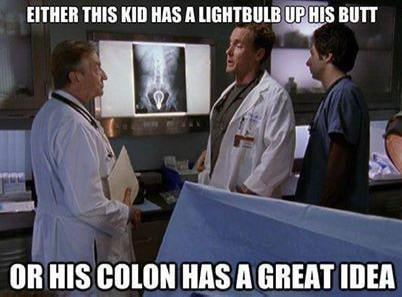 EITHER THIS KID HAS A LIGHTBULB UP HIS BUTT
OR HIS COLON HAS A GREAT IDEA